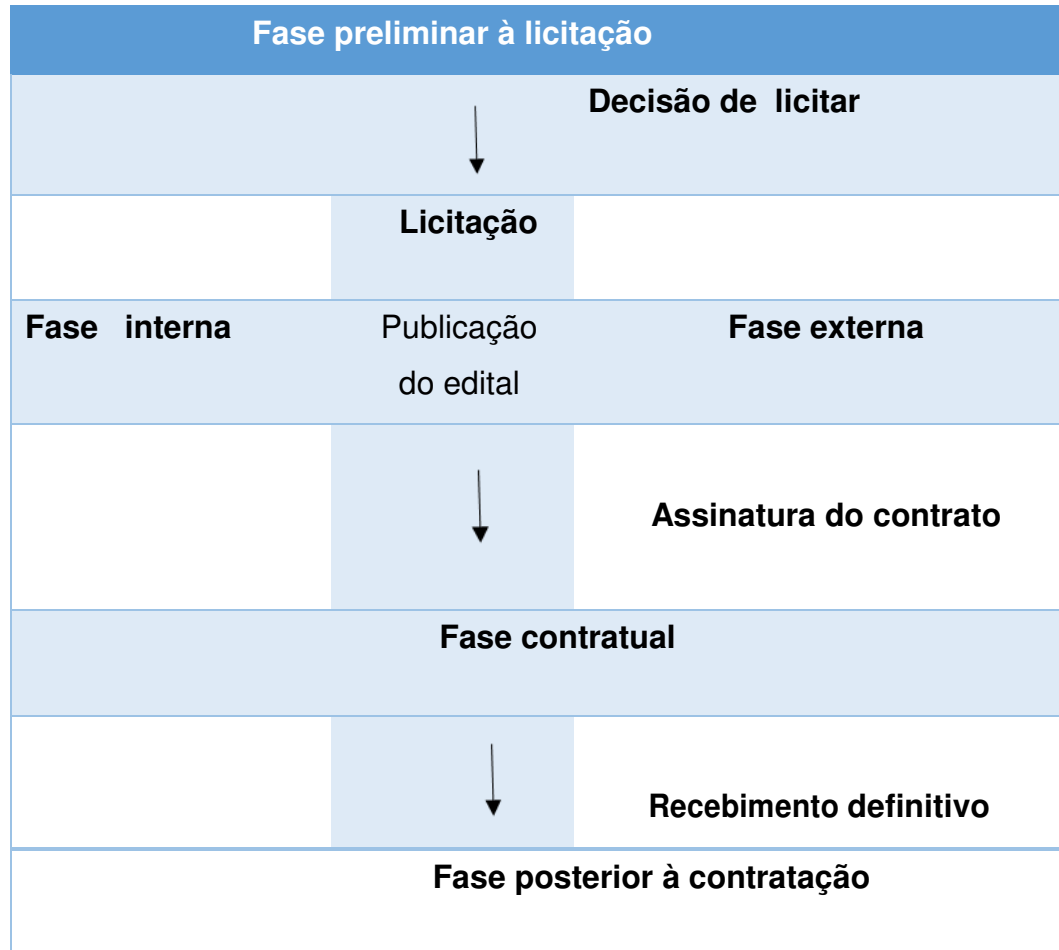 Fase preliminar à licitação
Decisão de licitar
Licitação
Fase interna
Publicação
do edital
Fase externa
Assinatura do contrato
Fase contratual
Recebimento definitivo
Fase posterior à contratação